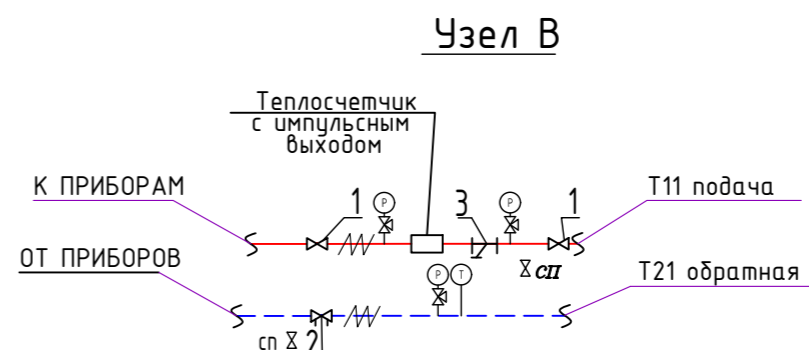 Узел В
Теплосчетчик
с импульсным
выходом
К ПРИБОРАМ
1
P
3
P
1
Т11 подача
ОТ ПРИБОРОВ
P
T
сп
Т21 обратная
сп 2